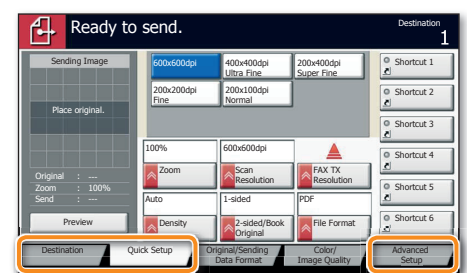 Ready to send.
Destination
1
Sending Image
Place original.
Original : ---
Zoom : 100%
Send : ---
Preview
600x600dpi
400x400dpi
Ultra Fine
200x400dpi
Super Fine
200x200dpi
Fine
200x100dpi
Normal
100%
Zoom
600x600dpi
Scan
Resolution
FAX TX
Resolution
Auto
Density
1-sided
2-sided/Book
Original
PDF
File Format
Shortcut 1
Shortcut 2
Shortcut 3
Shortcut 4
Shortcut 5
Shortcut 6
Destination
Quick Setup
Original/Sending
Data Format
Color/
Image Quality
Advanced
Setup